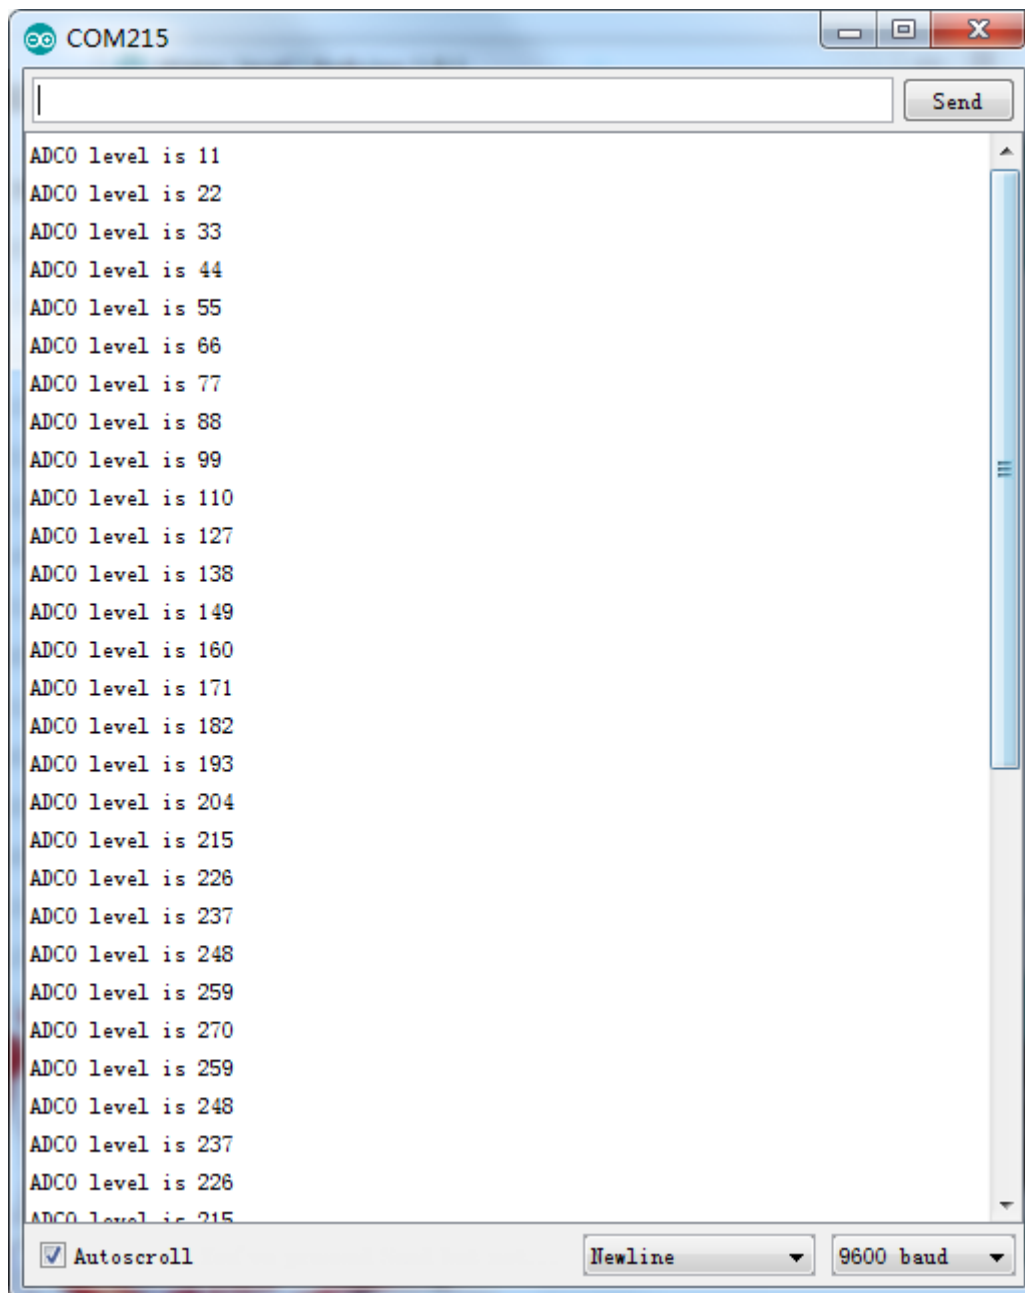 COM215
Send
ADC0 level is 11
ADC0 level is 22
ADC0 level is 33
ADC0 level is 44
ADC0 level is 55
ADC0 level is 66
ADC0 level is 77
ADC0 level is 88
ADC0 level is 99
ADC0 level is 110
ADC0 level is 127
ADC0 level is 138
ADC0 level is 149
ADC0 level is 160
ADC0 level is 171
ADC0 level is 182
ADC0 level is 193
ADC0 level is 204
ADC0 level is 215
ADC0 level is 226
ADC0 level is 237
ADC0 level is 248
ADC0 level is 259
ADC0 level is 270
ADC0 level is 259
ADC0 level is 248
ADC0 level is 237
ADC0 level is 226
ADC0 level is 215
Autoscroll Newline 9600 baud